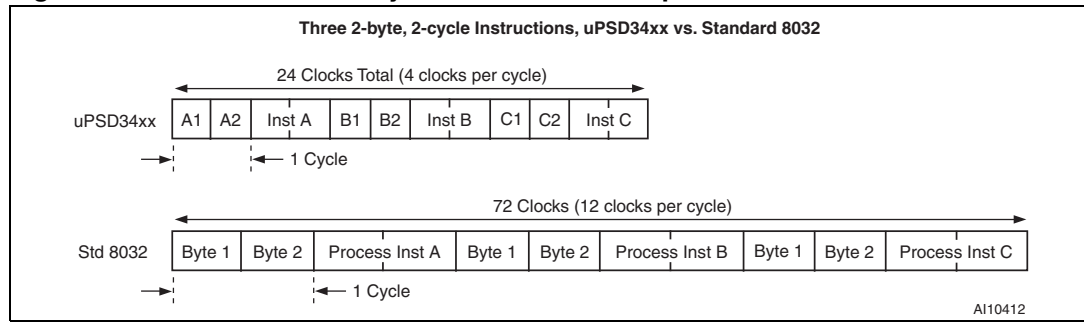 Three 2-byte, 2-cycle Instructions, uPSD34xx vs. Standard 8032
24 Clocks Total (4 clocks per cycle)
uPSD34xx A1 A2 Inst A B1 B2 Inst B C1 C2 Inst C
1 Cycle
72 Clocks (12 clocks per cycle)
Std 8032 Byte 1 Byte 2 Process Inst A Byte 1 Byte 2 Process Inst B Byte 1 Byte 2 Process Inst C
1 Cycle
AI10412